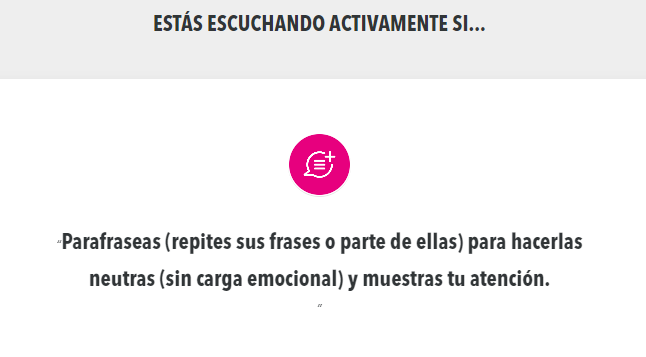 ESTÁS ESCUCHANDO ACTIVAMENTE SI...
“Parafraseas (repites sus frases o parte de ellas) para hacerlas
neutras (sin carga emocional) y muestras tu atención.
”